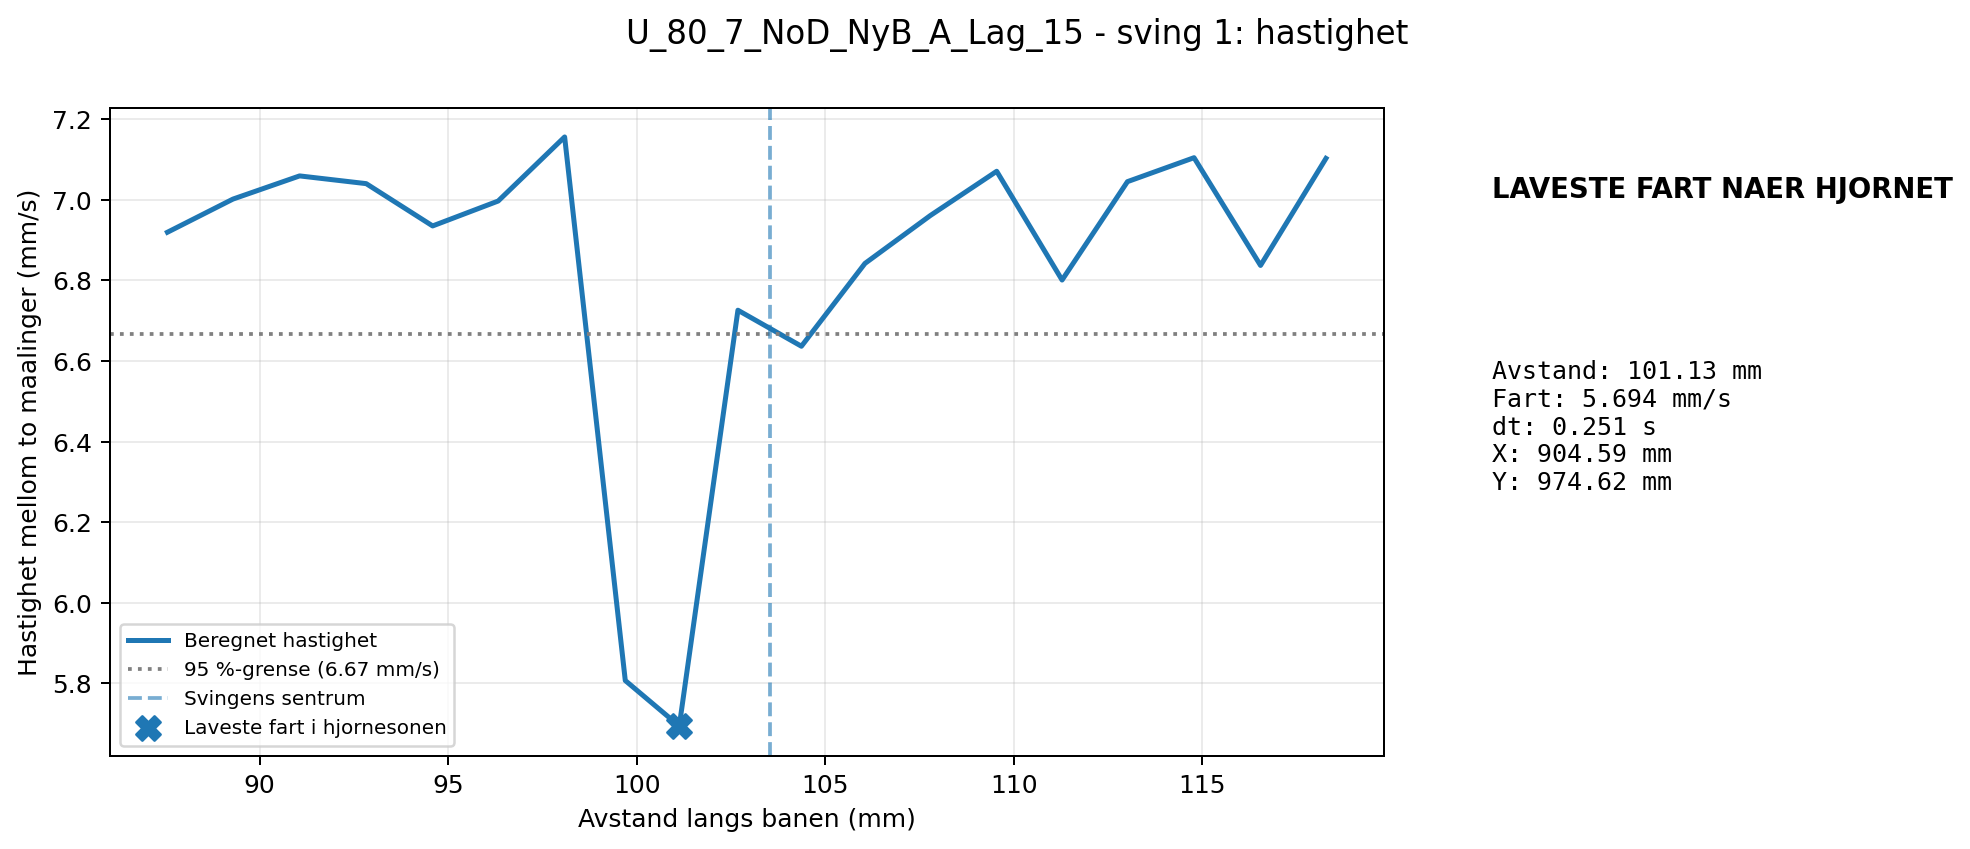 U_80_7_NoD_NyB_A_Lag_15 - sving 1: hastighet
Hastighet mellom to maalinger (mm/s)
7.2
7.0
6.8
6.6
6.4
6.2
6.0
5.8
Beregnet hastighet
95 %-grense (6.67 mm/s)
Svingens sentrum
Laveste fart i hjornesonen
90
95
100
105
110
115
Avstand langs banen (mm)
LAVESTE FART NAER HJORNET
Avstand: 101.13 mm
Fart: 5.694 mm/s
dt: 0.251 s
X: 904.59 mm
Y: 974.62 mm